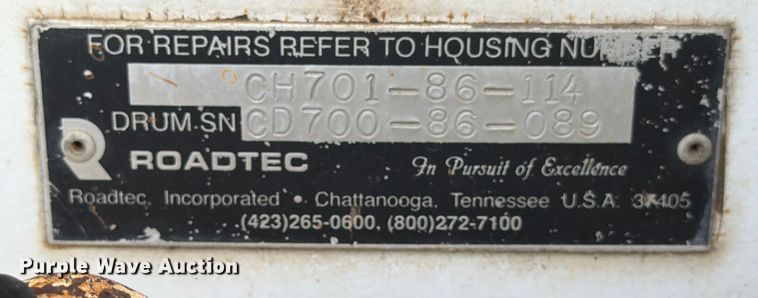 FOR REPAIRS REFER TO HOUSING NUMBER
CH701-86-114
DRUM SN CD700-86-089
R ROADTEC In Pursuit of Excellence
Roadtec, Incorporated • Chattanooga, Tennessee U.S.A. 37405
(423)265-0600, (800)272-7100
Purple Wave Auction